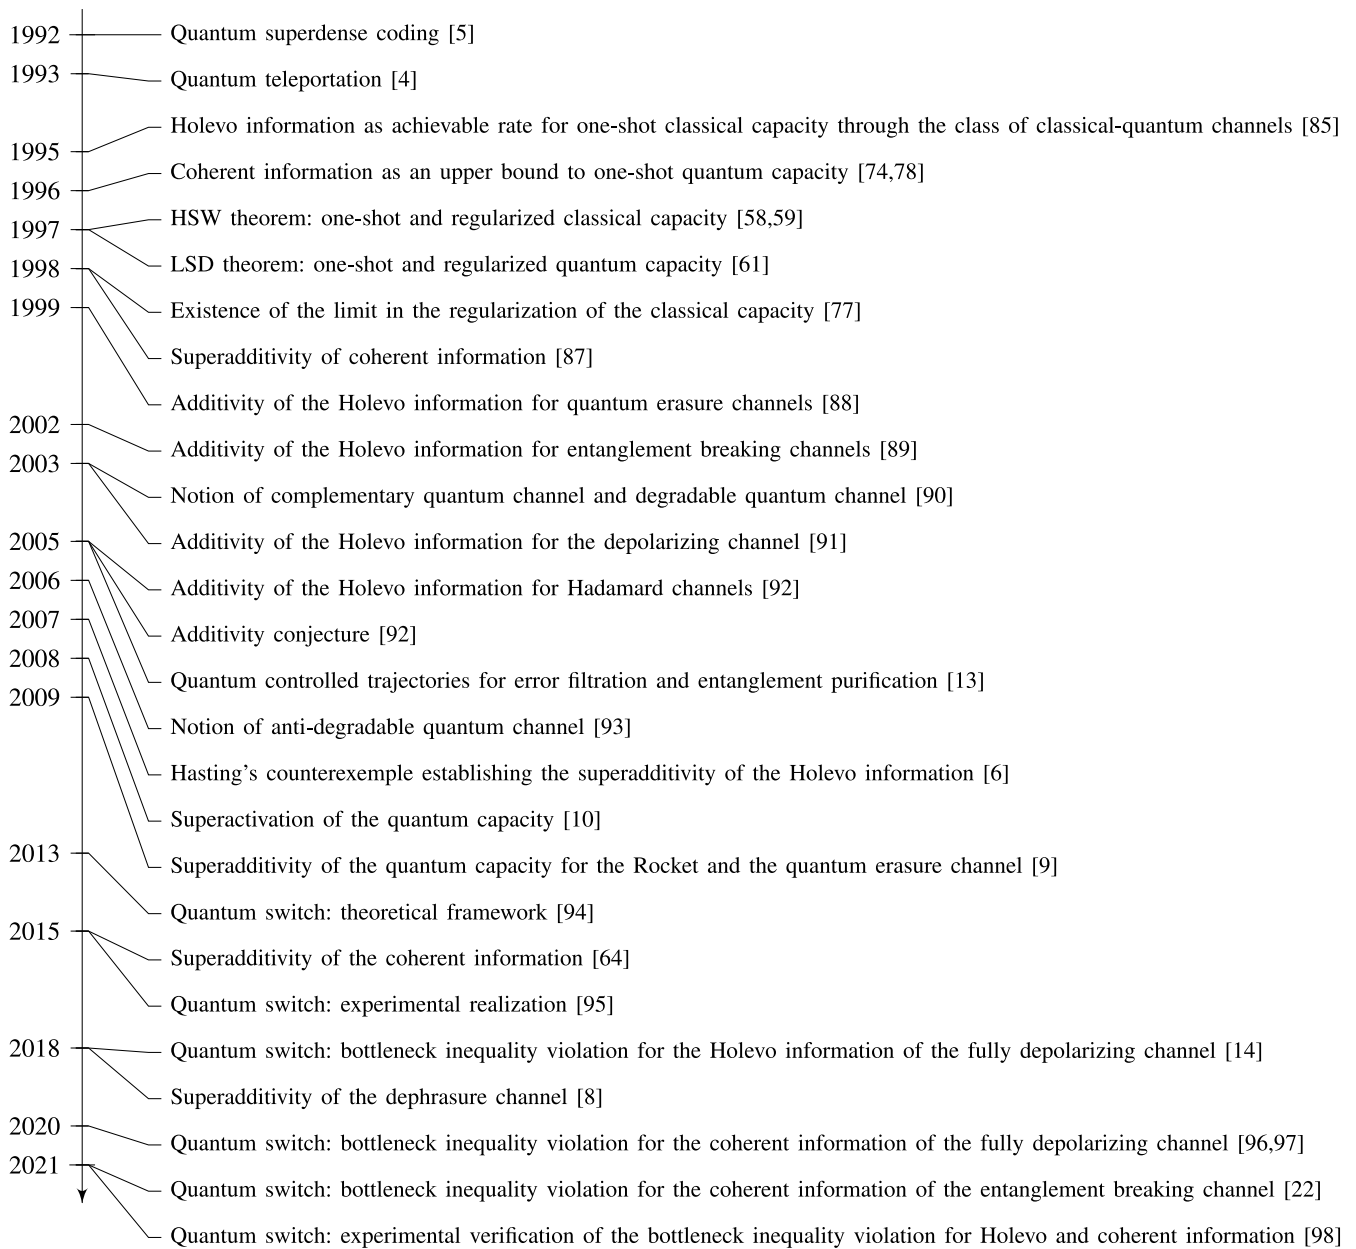 1992 Quantum superdense coding [5]
1993 Quantum teleportation [4]
Holevo information as achievable rate for one-shot classical capacity through the class of classical-quantum channels [85]
1995
Coherent information as an upper bound to one-shot quantum capacity [74,78]
1996
HSW theorem: one-shot and regularized classical capacity [58,59]
1997
LSD theorem: one-shot and regularized quantum capacity [61]
1998
1999
Existence of the limit in the regularization of the classical capacity [77]
Superadditivity of coherent information [87]
Additivity of the Holevo information for quantum erasure channels [88]
2002
Additivity of the Holevo information for entanglement breaking channels [89]
2003
Notion of complementary quantum channel and degradable quantum channel [90]
2005 Additivity of the Holevo information for the depolarizing channel [91]
2006
Additivity of the Holevo information for Hadamard channels [92]
2007
Additivity conjecture [92]
2008
Quantum controlled trajectories for error filtration and entanglement purification [13]
2009
Notion of anti-degradable quantum channel [93]
Hasting's counterexemple establishing the superadditivity of the Holevo information [6]
Superactivation of the quantum capacity [10]
2013
Superadditivity of the quantum capacity for the Rocket and the quantum erasure channel [9]
Quantum switch: theoretical framework [94]
2015
Superadditivity of the coherent information [64]
Quantum switch: experimental realization [95]
2018 Quantum switch: bottleneck inequality violation for the Holevo information of the fully depolarizing channel [14]
Superadditivity of the dephrasure channel [8]
2020
Quantum switch: bottleneck inequality violation for the coherent information of the fully depolarizing channel [96,97]
2021
Quantum switch: bottleneck inequality violation for the coherent information of the entanglement breaking channel [22]
Quantum switch: experimental verification of the bottleneck inequality violation for Holevo and coherent information [98]